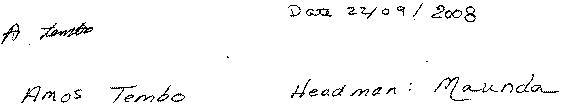 Date 22/09/2008
A. Tembo
Amos Tembo Headman: Maunda